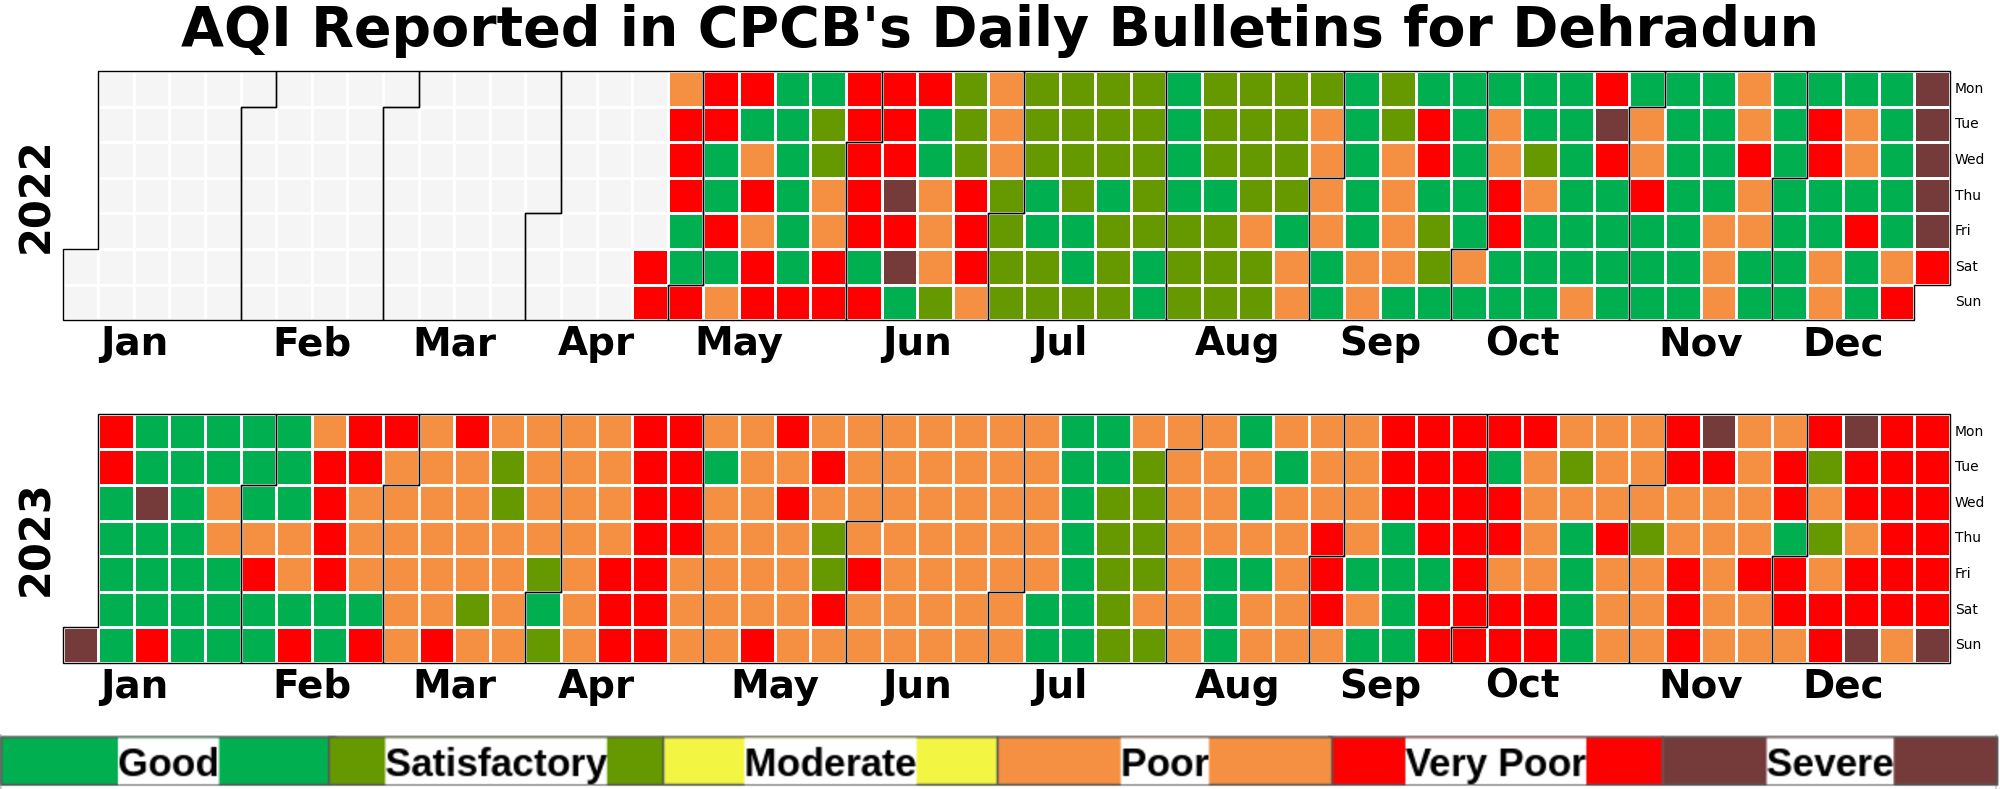 AQI Reported in CPCB's Daily Bulletins for Dehradun
2022
Mon
Tue
Wed
Thu
Fri
Sat
Sun
Jan Feb Mar Apr May Jun Jul Aug Sep Oct Nov Dec
2023
Mon
Tue
Wed
Thu
Fri
Sat
Sun
Jan Feb Mar Apr May Jun Jul Aug Sep Oct Nov Dec
Good Satisfactory Moderate Poor Very Poor Severe